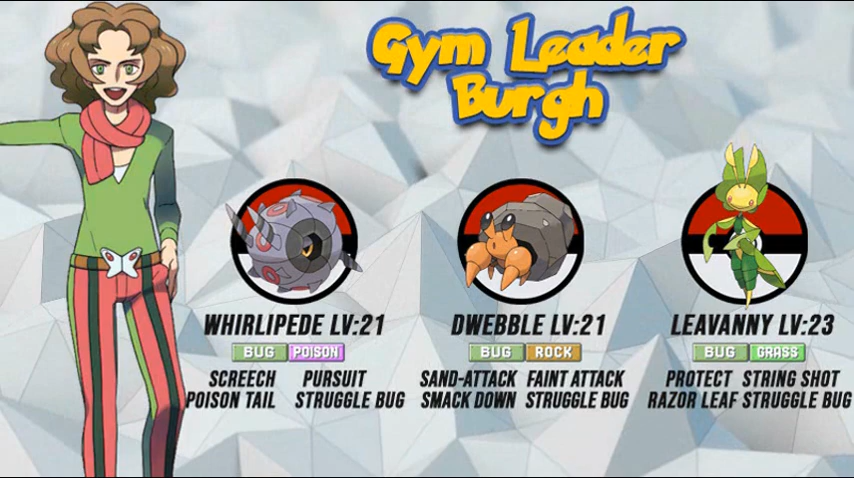 Gym Leader
Burgh
WHIRLIPEDE LV:21
BUG POISON
SCREECH PURSUIT
POISON TAIL STRUGGLE BUG
DWEBBLE LV:21
BUG ROCK
SAND-ATTACK FAINT ATTACK
SMACK DOWN STRUGGLE BUG
LEAVANNY LV:23
BUG GRASS
PROTECT STRING SHOT
RAZOR LEAF STRUGGLE BUG